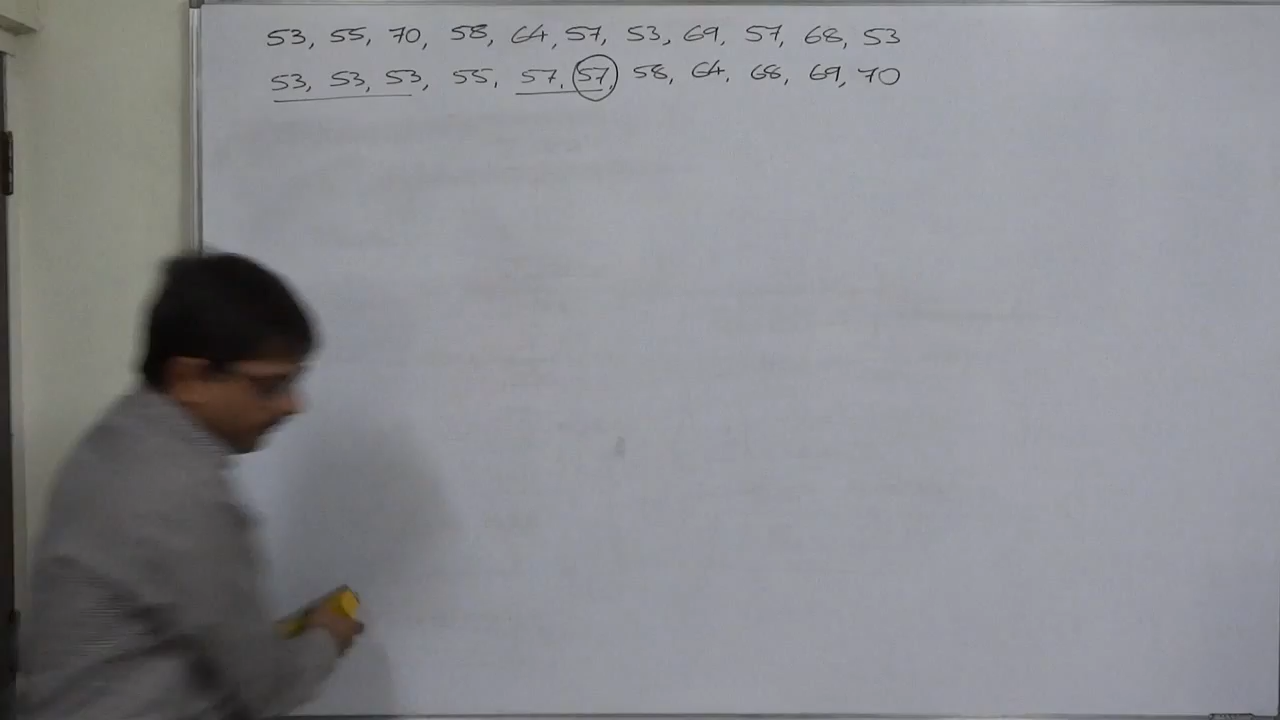 53, 55, 70, 58, 64, 57, 53, 69, 57, 68, 53
53, 53, 53, 55, 57, 57, 58, 64, 68, 69, 70